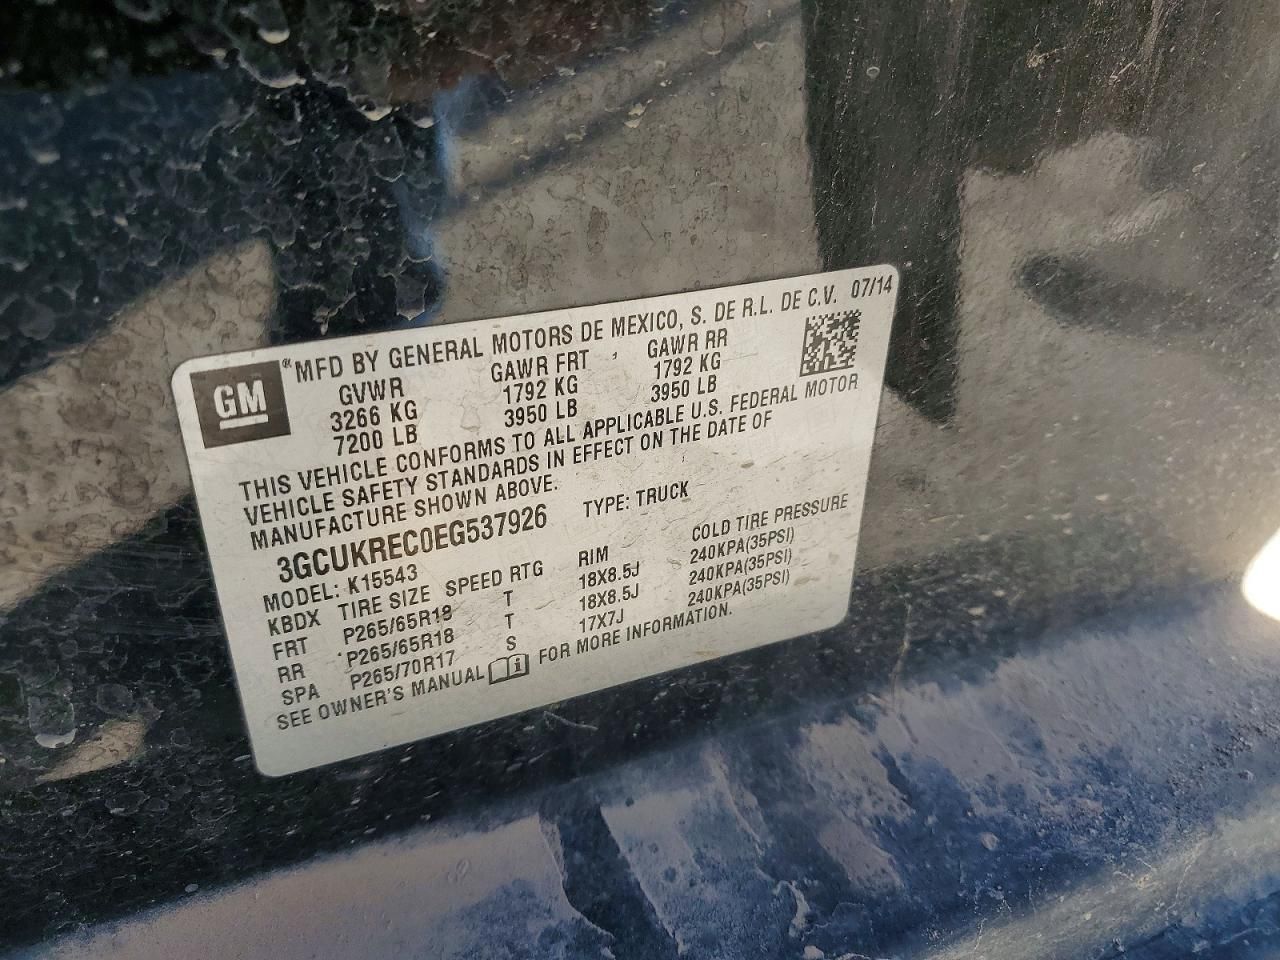 GM
®MFD BY GENERAL MOTORS DE MEXICO, S. DE R.L. DE C.V. 07/14
GVWR GAWR FRT GAWR RR
3266 KG 1792 KG 1792 KG
7200 LB 3950 LB 3950 LB
THIS VEHICLE CONFORMS TO ALL APPLICABLE U.S. FEDERAL MOTOR
VEHICLE SAFETY STANDARDS IN EFFECT ON THE DATE OF
MANUFACTURE SHOWN ABOVE.
3GCUKREC0EG537926 TYPE: TRUCK
MODEL: K15543
KBDX TIRE SIZE SPEED RTG RIM COLD TIRE PRESSURE
FRT P265/65R18 T 18X8.5J 240KPA(35PSI)
RR P265/65R18 T 18X8.5J 240KPA(35PSI)
SPA P265/70R17 S 17X7J 240KPA(35PSI)
SEE OWNER'S MANUAL FOR MORE INFORMATION.